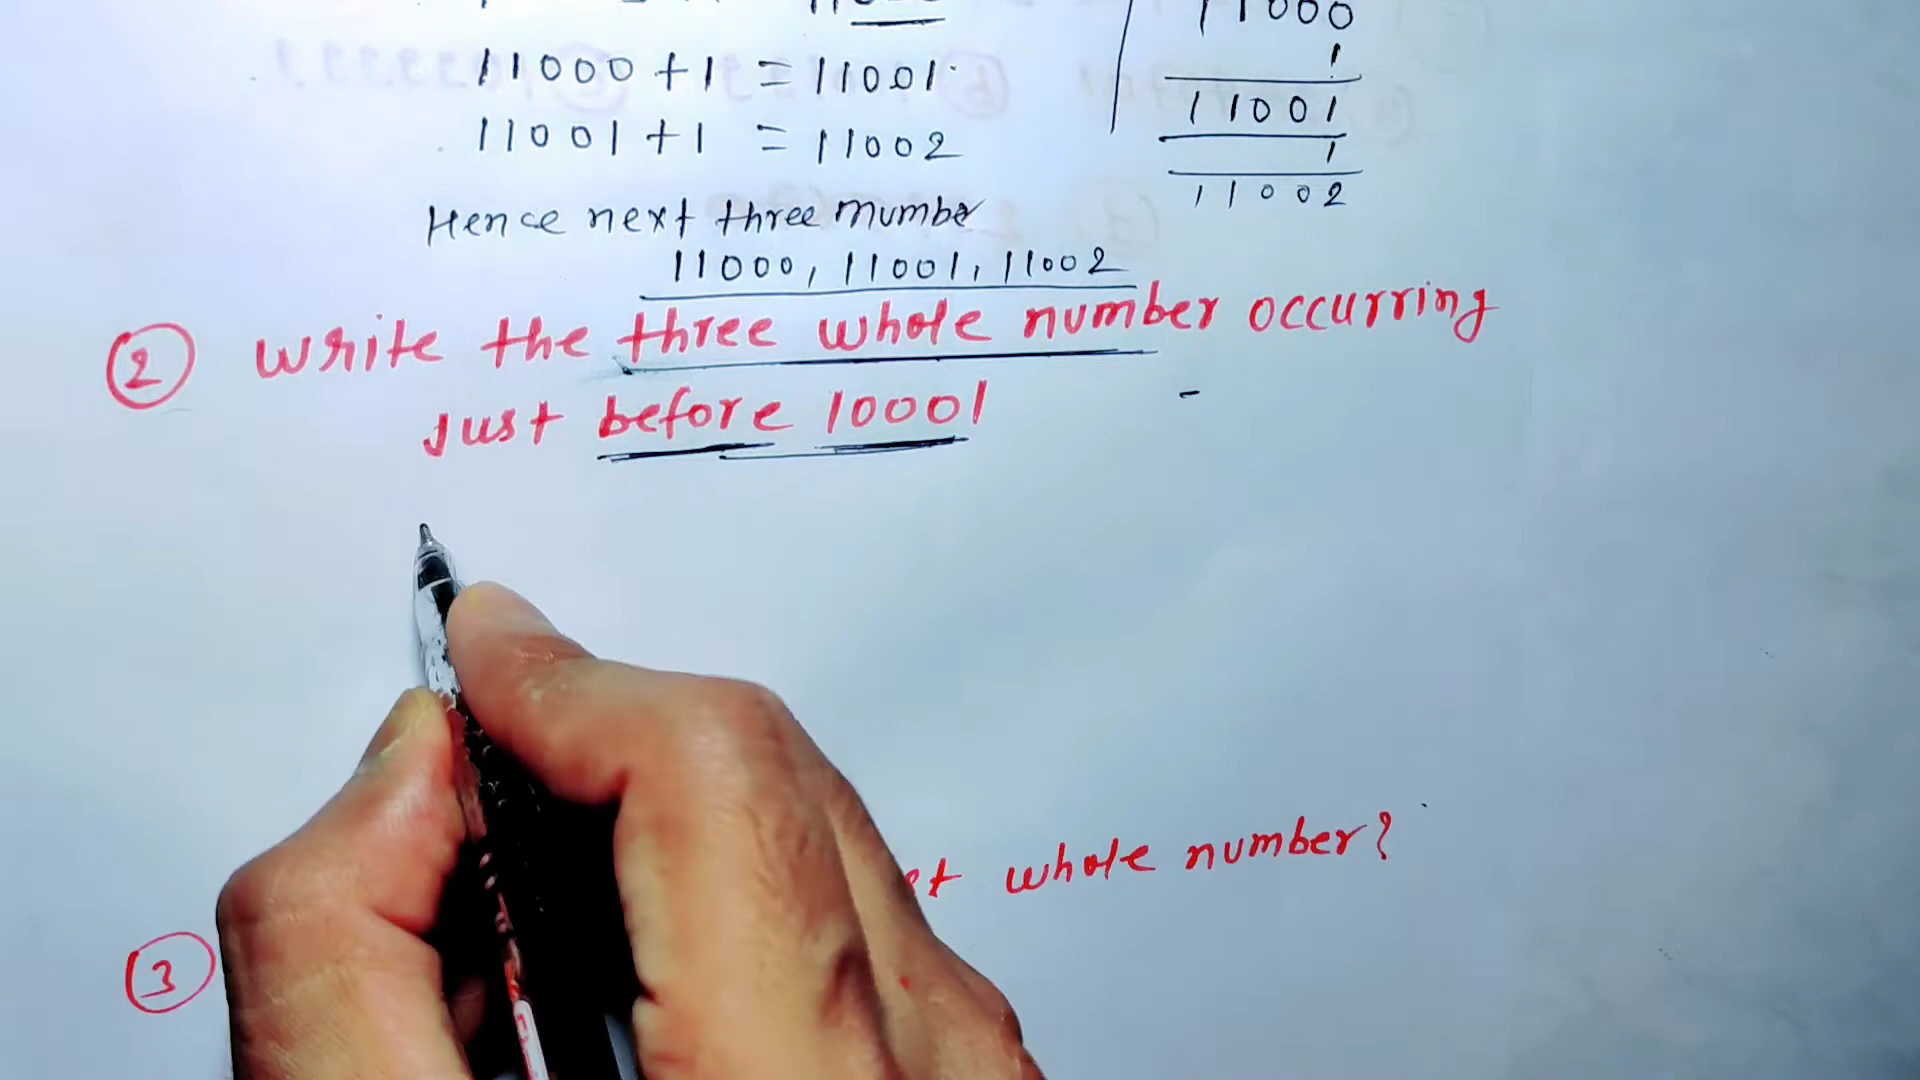 11000 + 1 = 11001
11001 + 1 = 11002
Hence next three number
11000, 11001, 11002
11000
1
11001
1
11002
② Write the three whole number occurring
Just before 10001
whole number?
③